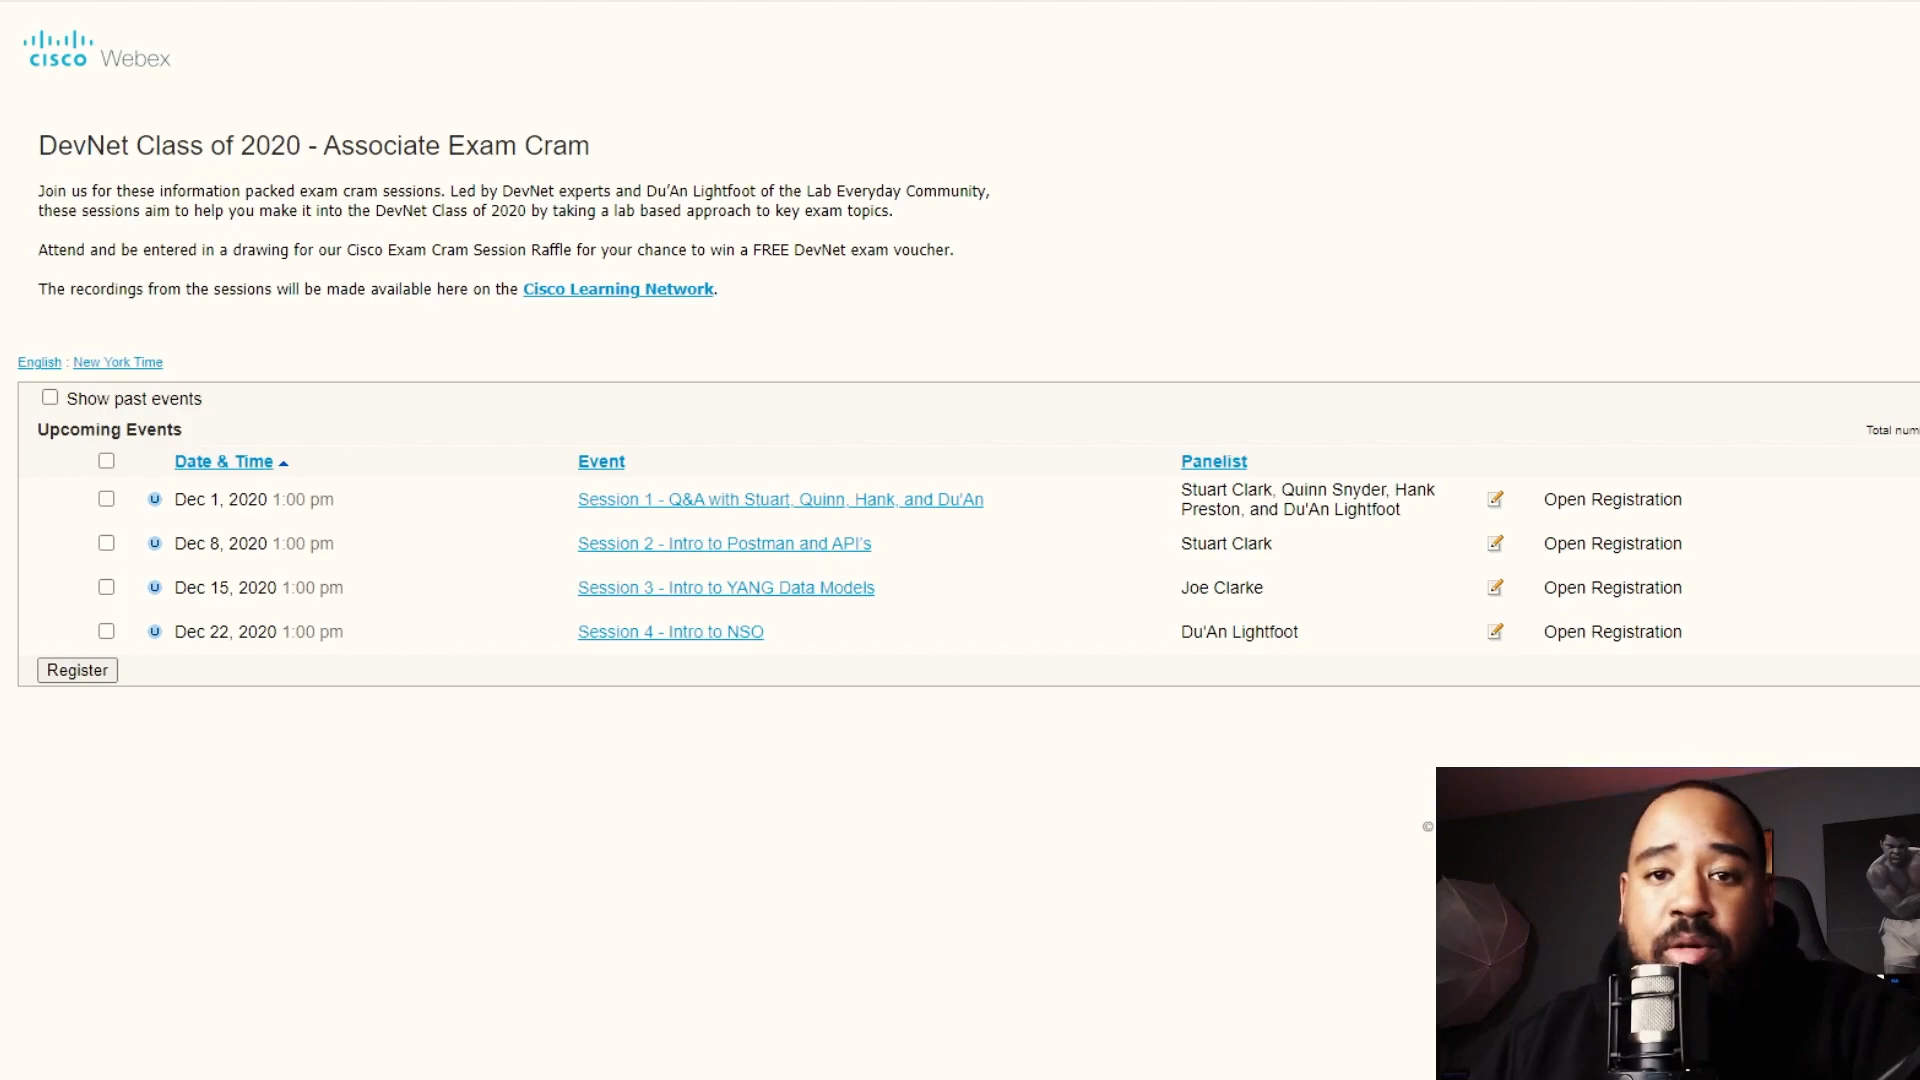 CISCO Webex
DevNet Class of 2020 - Associate Exam Cram
Join us for these information packed exam cram sessions. Led by DevNet experts and Du’An Lightfoot of the Lab Everyday Community,
these sessions aim to help you make it into the DevNet Class of 2020 by taking a lab based approach to key exam topics.
Attend and be entered in a drawing for our Cisco Exam Cram Session Raffle for your chance to win a FREE DevNet exam voucher.
The recordings from the sessions will be made available here on the Cisco Learning Network.
English : New York Time
Show past events
Upcoming Events
Total num
Date & Time Event Panelist
U Dec 1, 2020 1:00 pm Session 1 - Q&A with Stuart, Quinn, Hank, and Du'An Stuart Clark, Quinn Snyder, Hank
Preston, and Du'An Lightfoot Open Registration
U Dec 8, 2020 1:00 pm Session 2 - Intro to Postman and API's Stuart Clark Open Registration
U Dec 15, 2020 1:00 pm Session 3 - Intro to YANG Data Models Joe Clarke Open Registration
U Dec 22, 2020 1:00 pm Session 4 - Intro to NSO Du'An Lightfoot Open Registration
Register
©